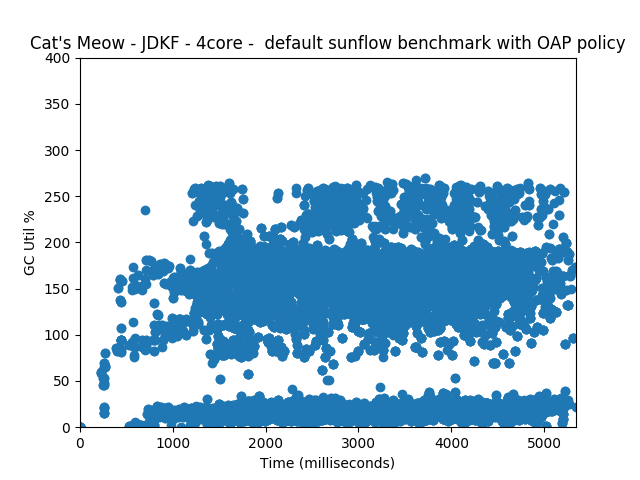 Cat's Meow - JDKF - 4core -  default sunflow benchmark with OAP policy
400
350
300
250
200
150
100
50
0
GC Util %
0 1000 2000 3000 4000 5000
Time (milliseconds)